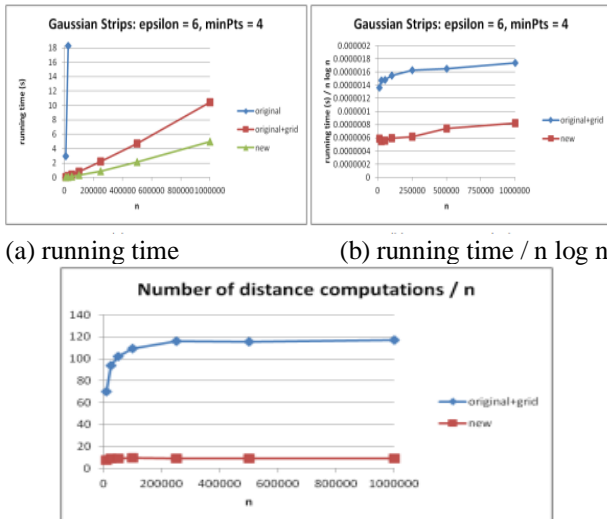 Gaussian Strips: epsilon = 6, minPts = 4
running time (s)
18
16
14
12
10
8
6
4
2
0
0 200000 400000 600000 800000 1000000
n
original
original+grid
new
Gaussian Strips: epsilon = 6, minPts = 4
running time (s) / n log n
0.000002
0.0000018
0.0000016
0.0000014
0.0000012
0.000001
0.0000008
0.0000006
0.0000004
0.0000002
0
0 250000 500000 750000 1000000
n
original+grid
new
(a) running time
(b) running time / n log n
Number of distance computations / n
140
120
100
80
60
40
20
0
0 200000 400000 600000 800000 1000000
n
original+grid
new